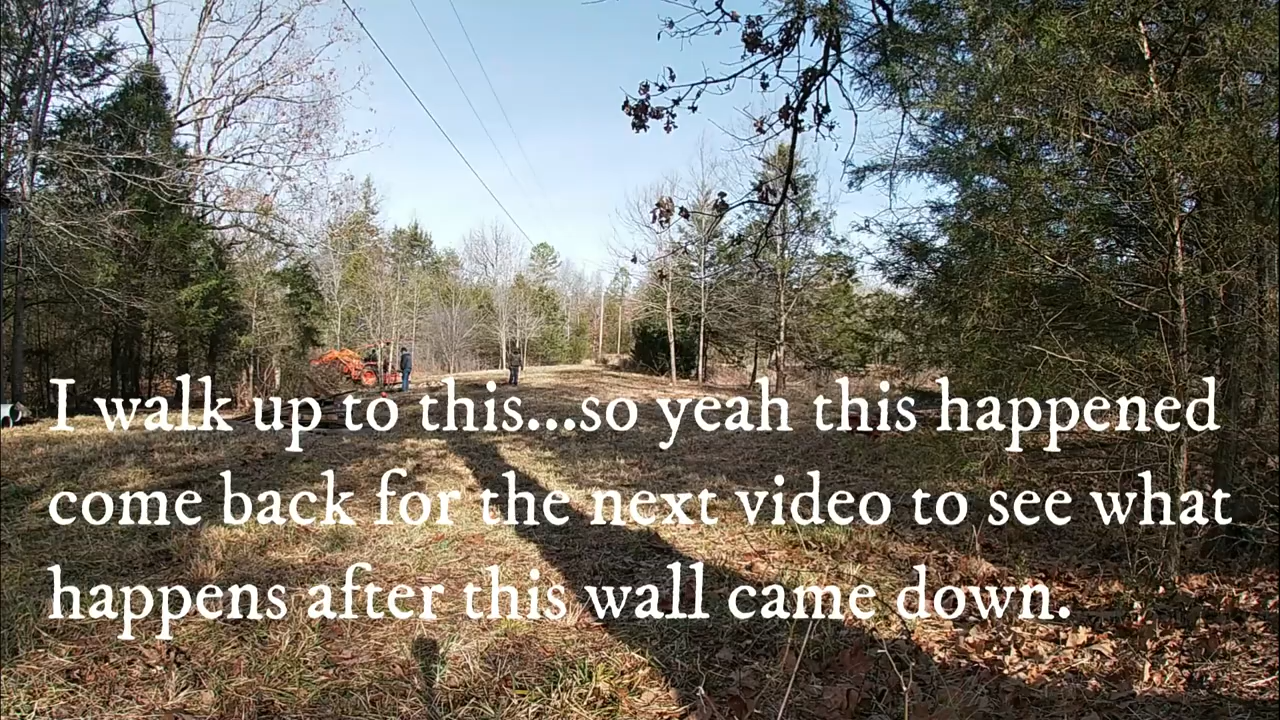 I walk up to this...so yeah this happened
come back for the next video to see what
happens after this wall came down.